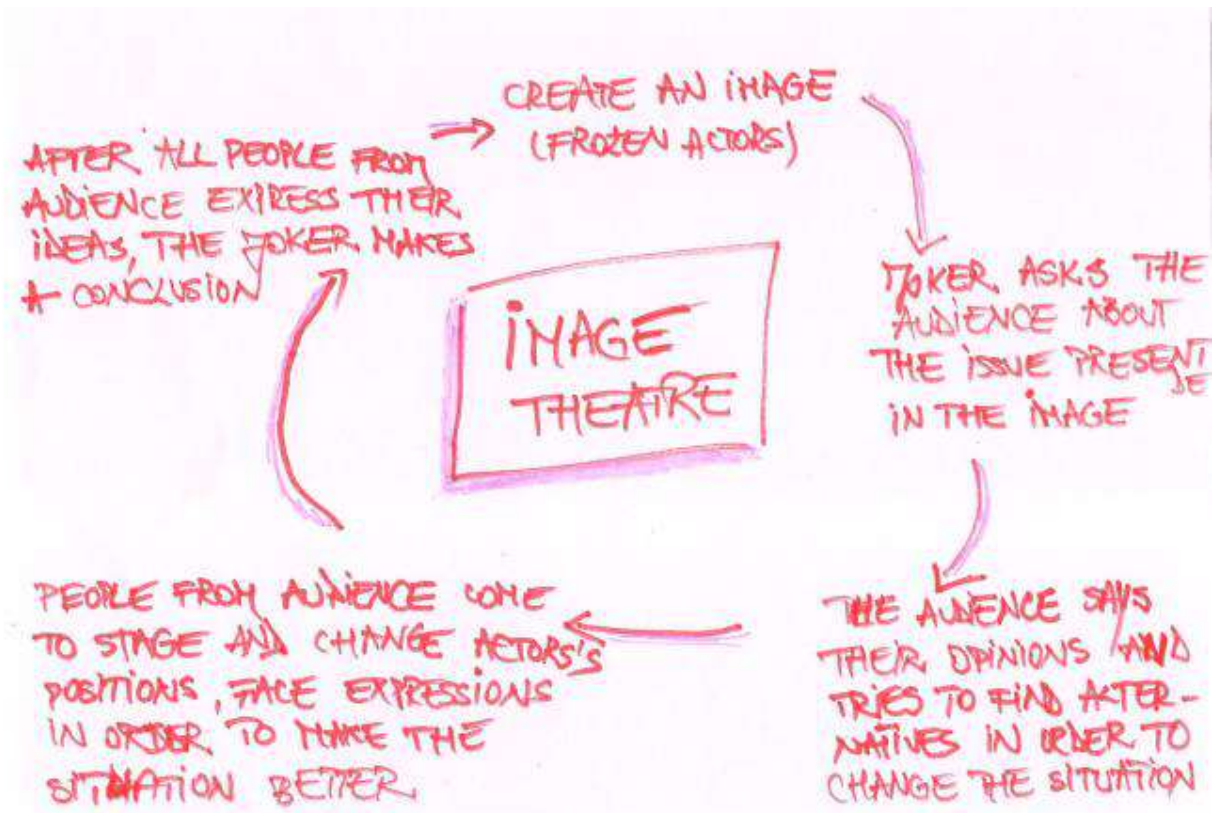 CREATE AN IMAGE
(FROZEN ACTORS)
JOKER ASKS THE
AUDIENCE ABOUT
THE ISSUE PRESENT
DE
IN THE IMAGE
THE AUDIENCE SAYS
THEIR OPINIONS AND
TRIES TO FIND ALTER-
NATIVES IN ORDER TO
CHANGE THE SITUATION
PEOPLE FROM AUDIENCE COME
TO STAGE AND CHANGE ACTORS'S
POSITIONS, FACE EXPRESSIONS
IN ORDER TO MAKE THE
SITUATION BETTER
AFTER ALL PEOPLE FROM
AUDIENCE EXPRESS THEIR
IDEAS, THE JOKER MAKES
A CONCLUSION
IMAGE
THEATRE